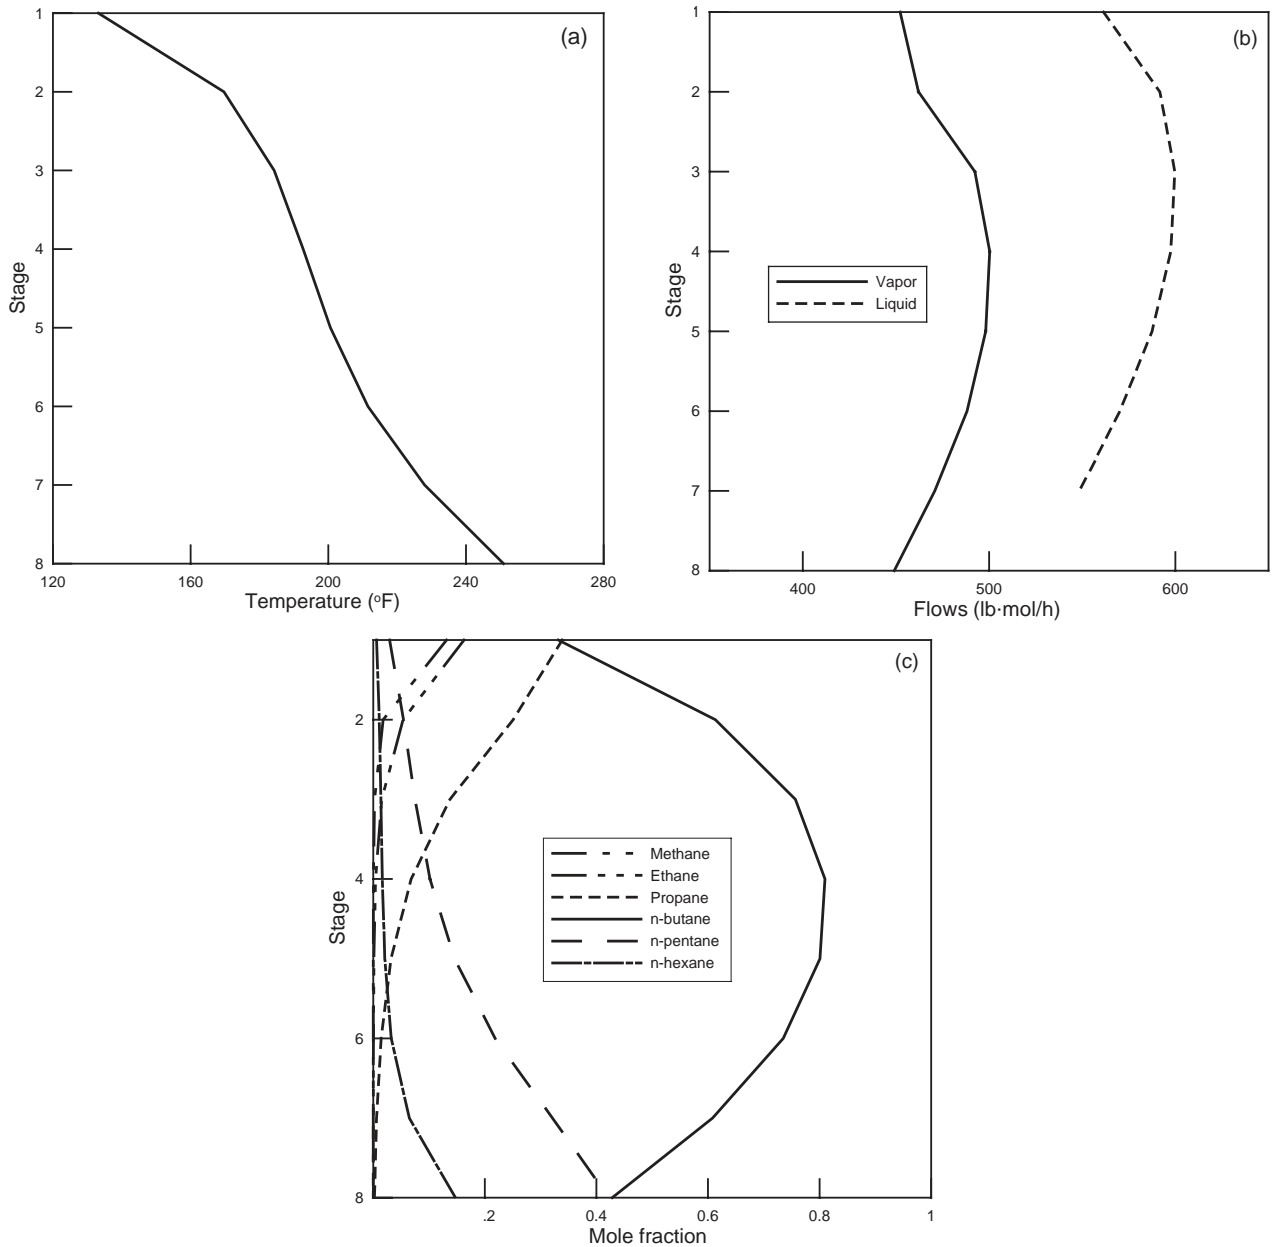 (a)
1
2
3
4
5
6
7
8
Stage
120
160
200
240
280
Temperature (°F)
(b)
1
2
3
4
5
6
7
8
Stage
Vapor
Liquid
400
500
600
Flows (lb·mol/h)
(c)
2
4
6
8
Stage
Methane
Ethane
Propane
n-butane
n-pentane
n-hexane
.2
0.4
0.6
0.8
1
Mole fraction